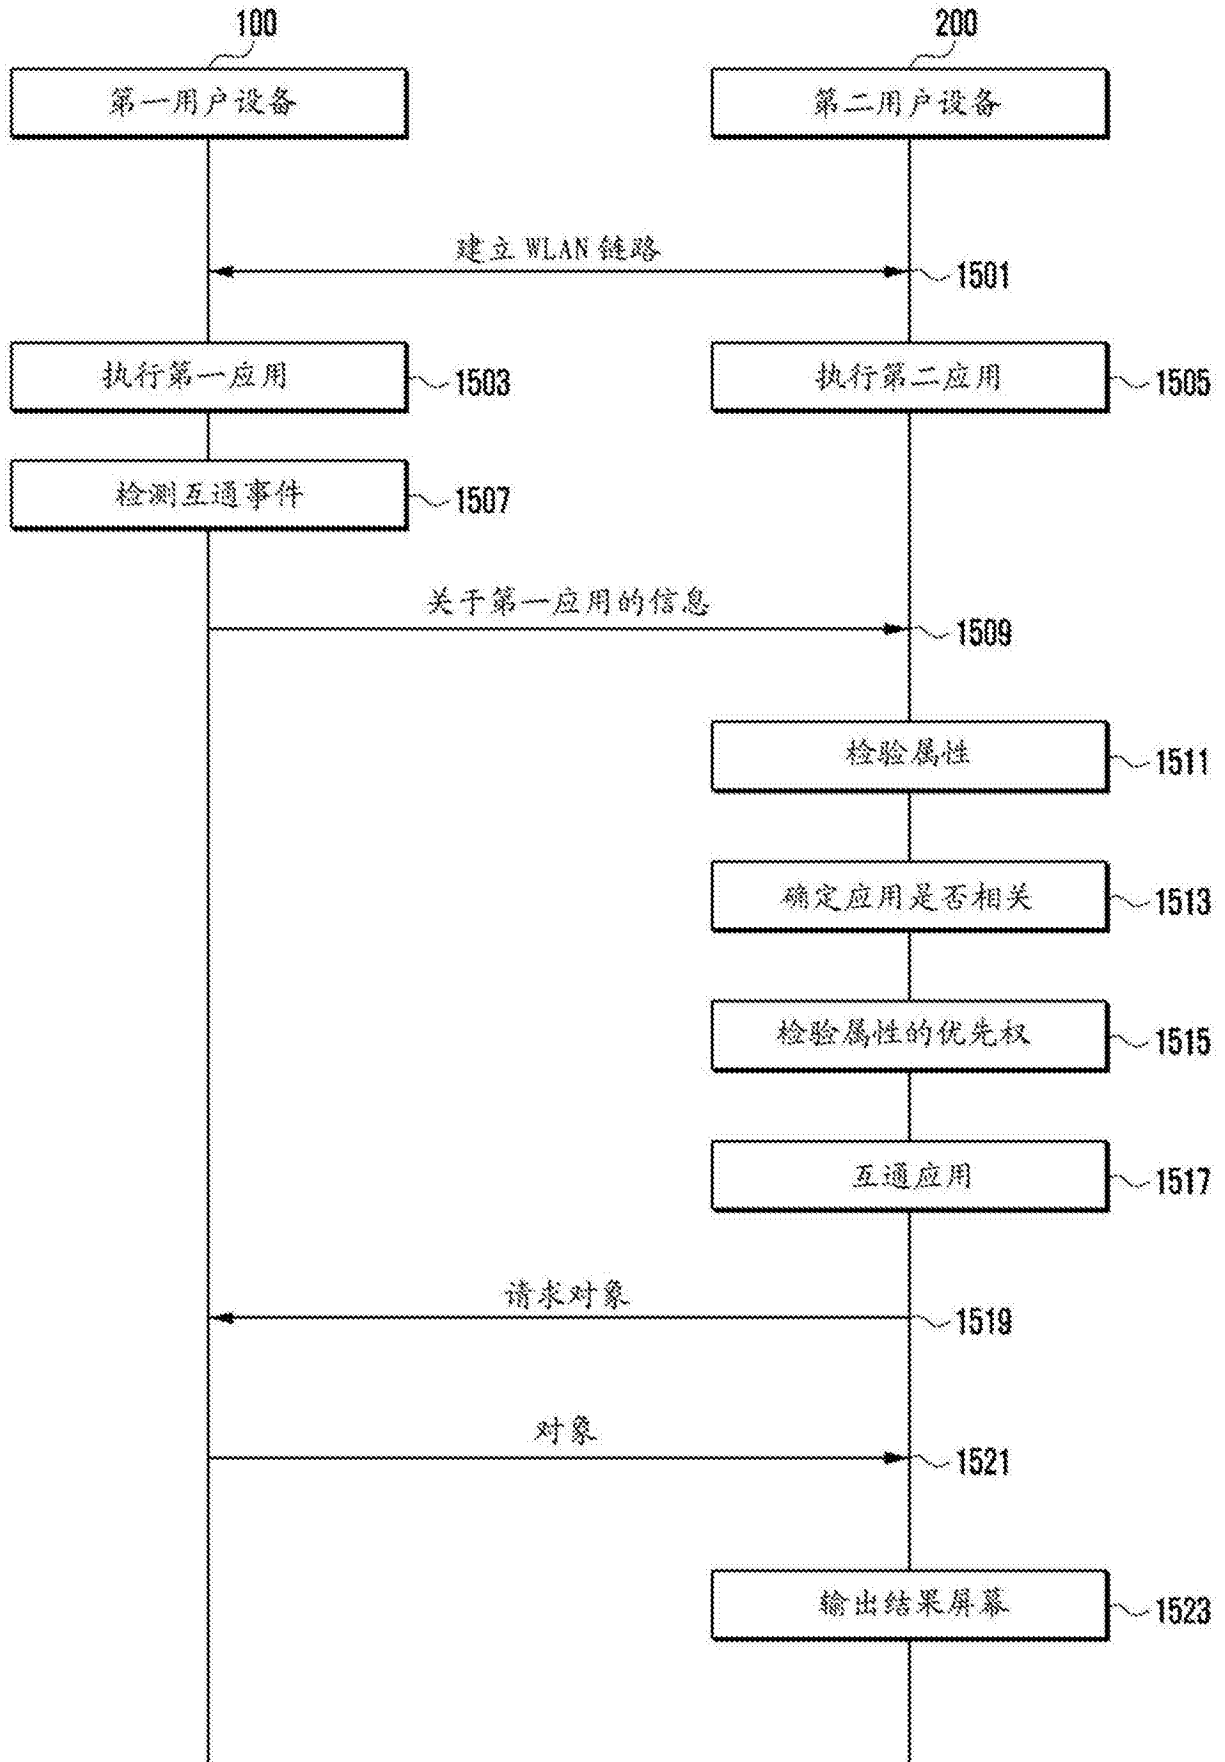 100
200
第一用户设备
第二用户设备
建立 WLAN 链路
1501
执行第一应用
1503
执行第二应用
1505
检测互通事件
1507
关于第一应用的信息
1509
检验属性
1511
确定应用是否相关
1513
检验属性的优先权
1515
互通应用
1517
请求对象
1519
对象
1521
输出结果屏幕
1523